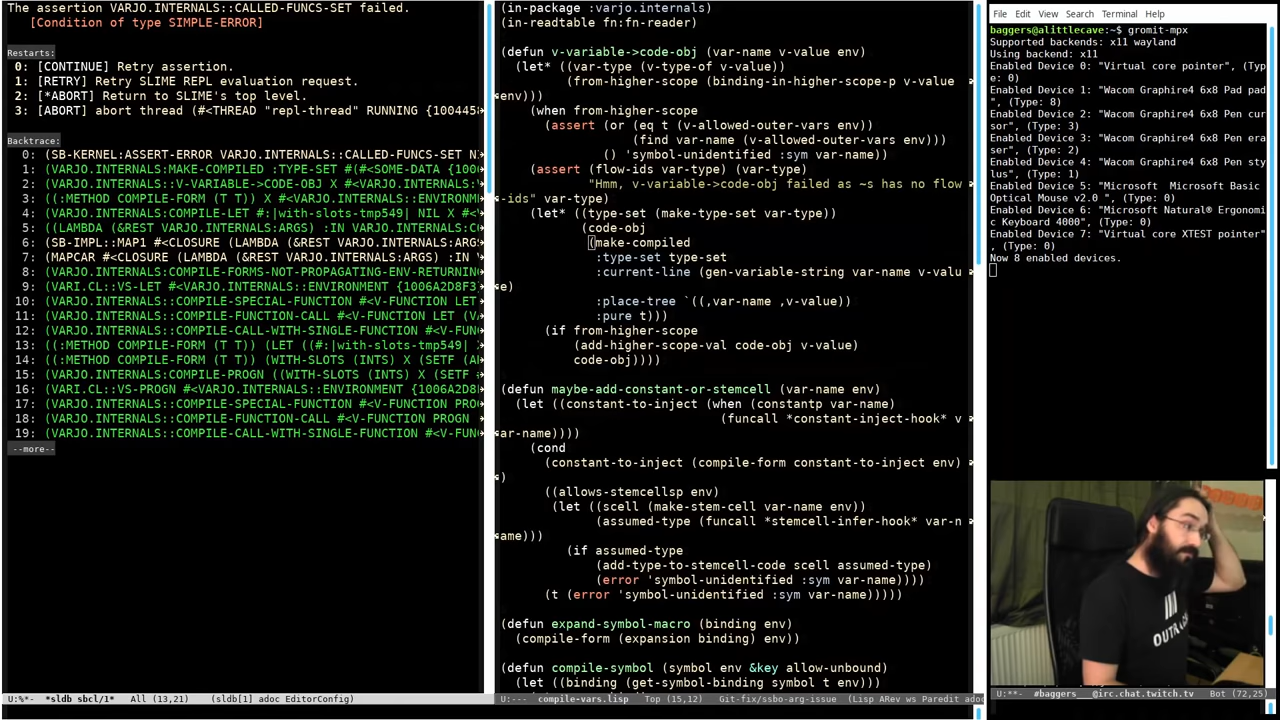 The assertion VARJO.INTERNALS::CALLED-FUNCS-SET failed.
[Condition of type SIMPLE-ERROR]
Restarts:
0: [CONTINUE] Retry assertion.
1: [RETRY] Retry SLIME REPL evaluation request.
2: [*ABORT] Return to SLIME's top level.
3: [ABORT] abort thread (#<THREAD "repl-thread" RUNNING {100445
Backtrace:
0: (SB-KERNEL:ASSERT-ERROR VARJO.INTERNALS::CALLED-FUNCS-SET N
1: (VARJO.INTERNALS:MAKE-COMPILED :TYPE-SET #(#<SOME-DATA {100
2: (VARJO.INTERNALS::V-VARIABLE->CODE-OBJ X #<VARJO.INTERNALS:
3: ((:METHOD COMPILE-FORM (T T)) X #<VARJO.INTERNALS::ENVIRONM
4: (VARJO.INTERNALS:COMPILE-LET #:|with-slots-tmp549| NIL X #<
5: ((LAMBDA (&REST VARJO.INTERNALS:ARGS) :IN VARJO.INTERNALS::
6: (SB-IMPL::MAP1 #<CLOSURE (LAMBDA (&REST VARJO.INTERNALS:ARG
7: (MAPCAR #<CLOSURE (LAMBDA (&REST VARJO.INTERNALS:ARGS) :IN
8: (VARJO.INTERNALS:COMPILE-FORMS-NOT-PROPAGATING-ENV-RETURNIN
9: (VARI.CL::VS-LET #<VARJO.INTERNALS:ENVIRONMENT {1006A2D8F3}
10: (VARJO.INTERNALS::COMPILE-SPECIAL-FUNCTION #<V-FUNCTION LET
11: (VARJO.INTERNALS::COMPILE-FUNCTION-CALL #<V-FUNCTION LET (V
12: (VARJO.INTERNALS::COMPILE-CALL-WITH-SINGLE-FUNCTION #<V-FUN
13: ((:METHOD COMPILE-FORM (T T)) (LET ((#:|with-slots-tmp549|
14: ((:METHOD COMPILE-FORM (T T)) (WITH-SLOTS (INTS) X (SETF (A
15: (VARJO.INTERNALS:COMPILE-PROGN ((WITH-SLOTS (INTS) X (SETF
16: (VARI.CL::VS-PROGN #<VARJO.INTERNALS::ENVIRONMENT {1006A2D8
17: (VARJO.INTERNALS::COMPILE-SPECIAL-FUNCTION #<V-FUNCTION PRO
18: (VARJO.INTERNALS::COMPILE-FUNCTION-CALL #<V-FUNCTION PROGN
19: (VARJO.INTERNALS::COMPILE-CALL-WITH-SINGLE-FUNCTION #<V-FUN
--more--
U:%*- *sldb sbcl/1* All (13,21) (sldb[1] adoc EditorConfig)
(in-package :varjo.internals)
(in-readtable fn:fn-reader)
(defun v-variable->code-obj (var-name v-value env)
(let* ((var-type (v-type-of v-value))
(from-higher-scope (binding-in-higher-scope-p v-value
env)))
(when from-higher-scope
(assert (or (eq t (v-allowed-outer-vars env))
(find var-name (v-allowed-outer-vars env)))
() 'symbol-unidentified :sym var-name))
(assert (flow-ids var-type) (var-type)
"Hmm, v-variable->code-obj failed as ~s has no flow
-ids" var-type)
(let* ((type-set (make-type-set var-type))
(code-obj
(make-compiled
:type-set type-set
:current-line (gen-variable-string var-name v-valu
e)
:place-tree `((,var-name ,v-value))
:pure t)))
(if from-higher-scope
(add-higher-scope-val code-obj v-value)
code-obj))))
(defun maybe-add-constant-or-stemcell (var-name env)
(let ((constant-to-inject (when (constantp var-name)
(funcall *constant-inject-hook* v
ar-name))))
(cond
(constant-to-inject (compile-form constant-to-inject env)
)
((allows-stemcellsp env)
(let ((scell (make-stem-cell var-name env))
(assumed-type (funcall *stemcell-infer-hook* var-n
ame)))
(if assumed-type
(add-type-to-stemcell-code scell assumed-type)
(error 'symbol-unidentified :sym var-name))))
(t (error 'symbol-unidentified :sym var-name)))))
(defun expand-symbol-macro (binding env)
(compile-form (expansion binding) env))
(defun compile-symbol (symbol env &key allow-unbound)
(let ((binding (get-symbol-binding symbol t env)))
U:--- compile-vars.lisp Top (15,12) Git-fix/ssbo-arg-issue (Lisp ARev ws Paredit ado
File Edit View Search Terminal Help
baggers@alittlecave:~$ gromit-mpx
Supported backends: x11 wayland
Using backend: x11
Enabled Device 0: "Virtual core pointer", (Typ
e: 0)
Enabled Device 1: "Wacom Graphire4 6x8 Pad pad
", (Type: 8)
Enabled Device 2: "Wacom Graphire4 6x8 Pen cur
sor", (Type: 3)
Enabled Device 3: "Wacom Graphire4 6x8 Pen era
ser", (Type: 2)
Enabled Device 4: "Wacom Graphire4 6x8 Pen sty
lus", (Type: 1)
Enabled Device 5: "Microsoft  Microsoft Basic
Optical Mouse v2.0 ", (Type: 0)
Enabled Device 6: "Microsoft Natural® Ergonomi
c Keyboard 4000", (Type: 0)
Enabled Device 7: "Virtual core XTEST pointer"
, (Type: 0)
Now 8 enabled devices.
U:**- #baggers___@irc.chat.twitch.tv Bot (72,25)